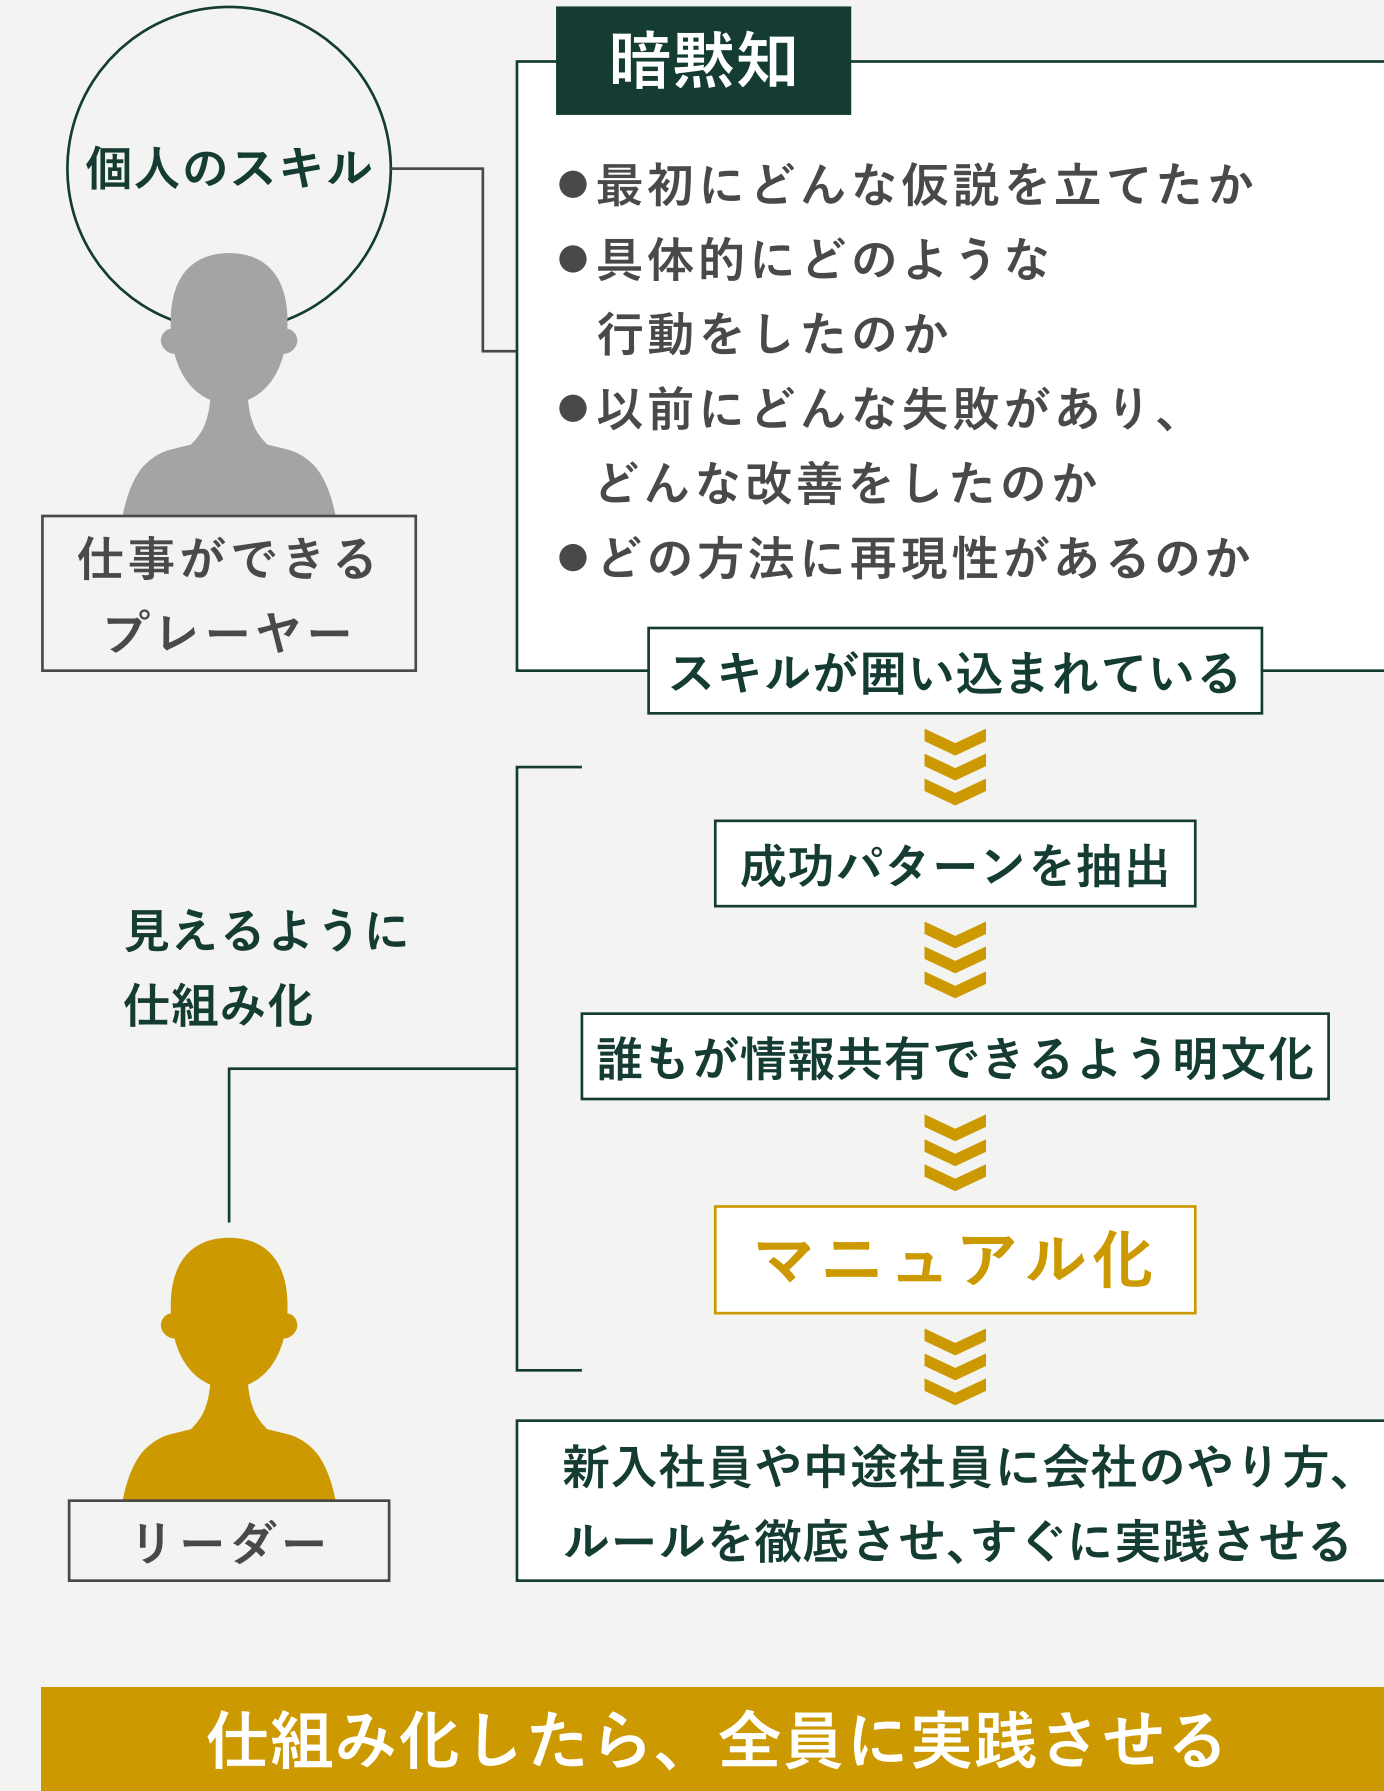 個人のスキル
仕事ができる
プレーヤー
暗黙知
●最初にどんな仮説を立てたか
●具体的にどのような
行動をしたのか
●以前にどんな失敗があり、
どんな改善をしたのか
●どの方法に再現性があるのか
スキルが囲い込まれている
成功パターンを抽出
誰もが情報共有できるよう明文化
マニュアル化
見えるように
仕組み化
リーダー
新入社員や中途社員に会社のやり方、
ルールを徹底させ、すぐに実践させる
仕組み化したら、全員に実践させる